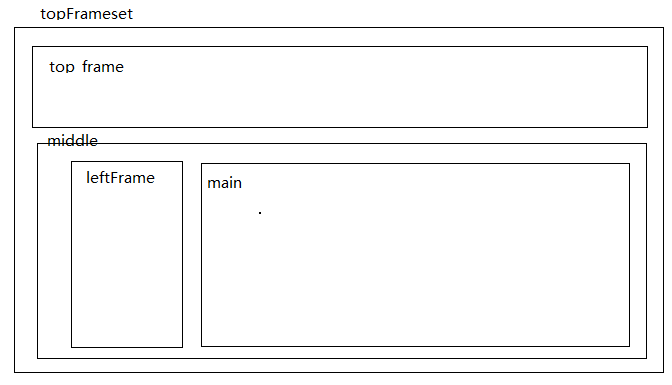 topFrameset
top frame
middle
leftFrame
main